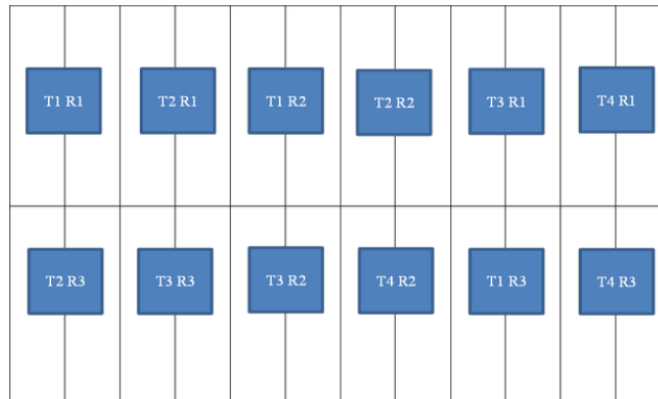 T1 R1
T2 R1
T1 R2
T2 R2
T3 R1
T4 R1
T2 R3
T3 R3
T3 R2
T4 R2
T1 R3
T4 R3